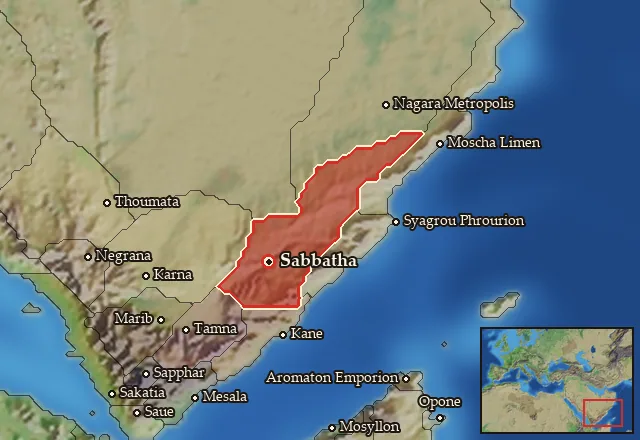 Nagara Metropolis
Moscha Limen
Thoumata
Syagrou Phrourion
Negrana
Sabbatha
Karna
Marib
Tamna
Kane
Sapphar
Aromaton Emporion
Sakatia
Mesala
Opone
Saue
Mosyllon